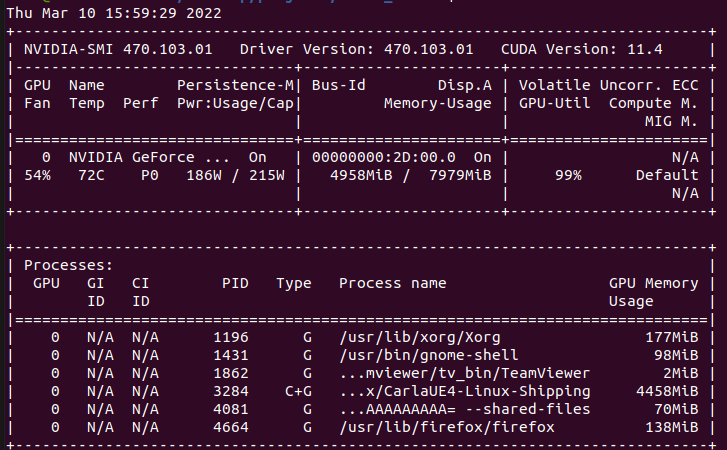 Thu Mar 10 15:59:29 2022
+-----------------------------------------------------------------------------+
| NVIDIA-SMI 470.103.01   Driver Version: 470.103.01   CUDA Version: 11.4     |
|-------------------------------+----------------------+----------------------+
| GPU  Name        Persistence-M| Bus-Id        Disp.A | Volatile Uncorr. ECC |
| Fan  Temp  Perf  Pwr:Usage/Cap|         Memory-Usage | GPU-Util  Compute M. |
|                               |                      |               MIG M. |
|===============================+======================+======================|
|   0  NVIDIA GeForce ...  On   | 00000000:2D:00.0  On |                  N/A |
| 54%   72C    P0   186W / 215W |   4958MiB /  7979MiB |     99%      Default |
|                               |                      |                  N/A |
+-------------------------------+----------------------+----------------------+

+-----------------------------------------------------------------------------+
| Processes:                                                                  |
|  GPU   GI   CI        PID   Type   Process name                  GPU Memory |
|        ID   ID                                                   Usage      |
|=============================================================================|
|    0   N/A  N/A      1196      G   /usr/lib/xorg/Xorg                177MiB |
|    0   N/A  N/A      1431      G   /usr/bin/gnome-shell               98MiB |
|    0   N/A  N/A      1862      G   ...mviewer/tv_bin/TeamViewer        2MiB |
|    0   N/A  N/A      3284    C+G   ...x/CarlaUE4-Linux-Shipping     4458MiB |
|    0   N/A  N/A      4081      G   ...AAAAAAAAA= --shared-files       70MiB |
|    0   N/A  N/A      4664      G   /usr/lib/firefox/firefox          138MiB |
+-----------------------------------------------------------------------------+